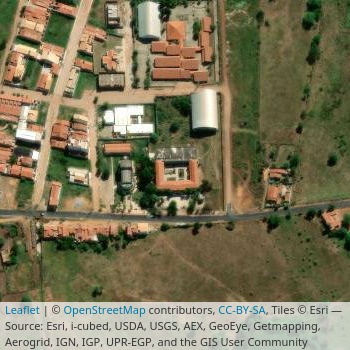 Leaflet | © OpenStreetMap contributors, CC-BY-SA, Tiles © Esri —
Source: Esri, i-cubed, USDA, USGS, AEX, GeoEye, Getmapping,
Aerogrid, IGN, IGP, UPR-EGP, and the GIS User Community